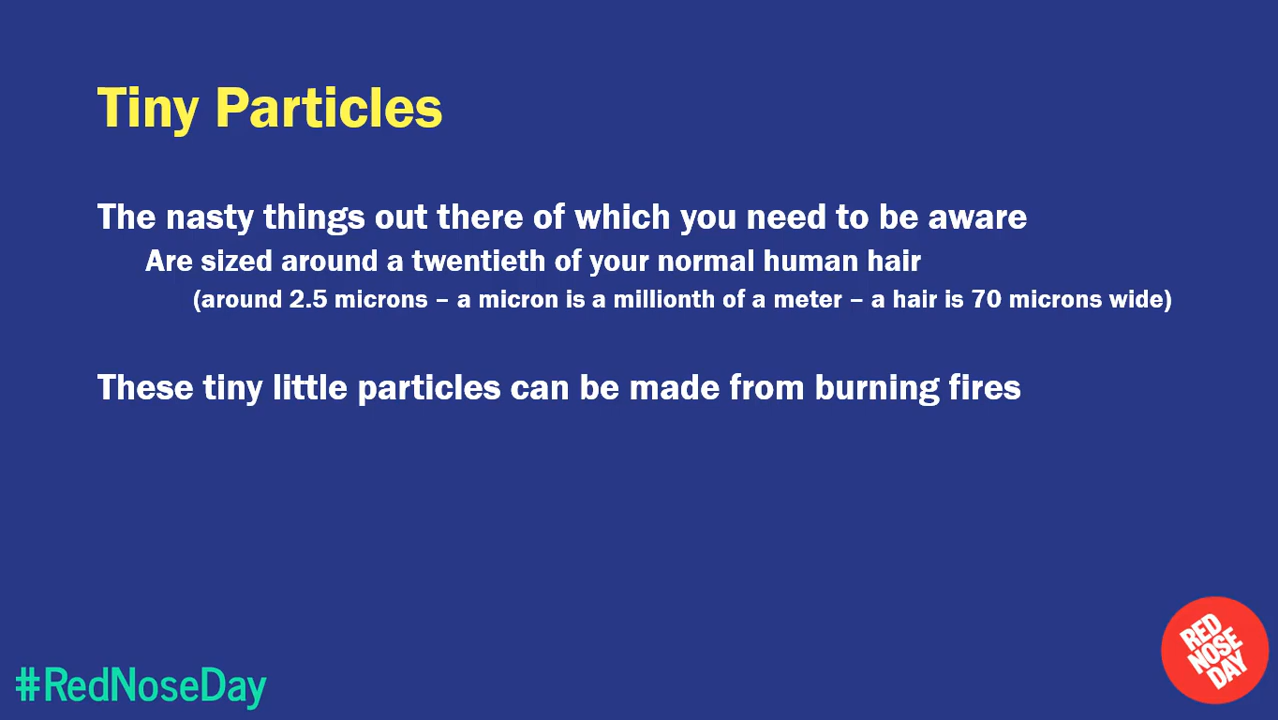 Tiny Particles
The nasty things out there of which you need to be aware
Are sized around a twentieth of your normal human hair
(around 2.5 microns – a micron is a millionth of a meter – a hair is 70 microns wide)
These tiny little particles can be made from burning fires
RED
NOSE
DAY
#RedNoseDay